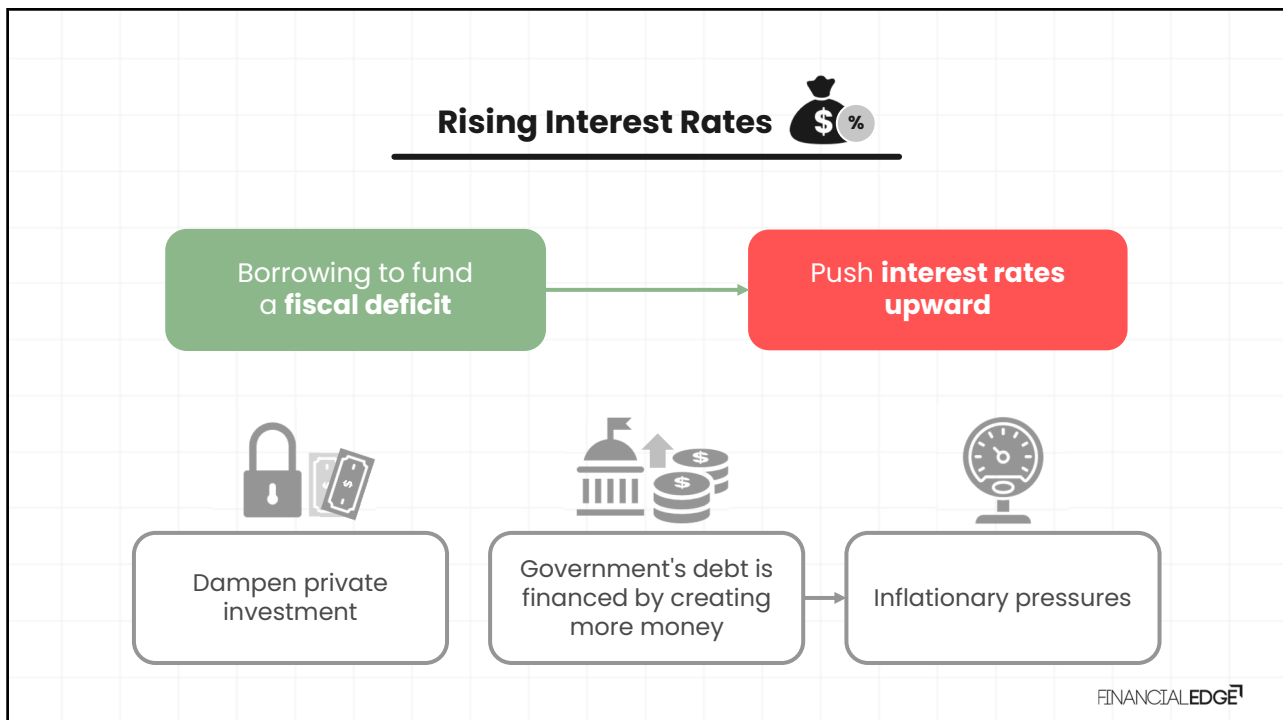 Rising Interest Rates
$ %
Borrowing to fund
a fiscal deficit
Push interest rates
upward
$
$
$
Dampen private
investment
Government's debt is
financed by creating
more money
Inflationary pressures
FINANCIALEDGE